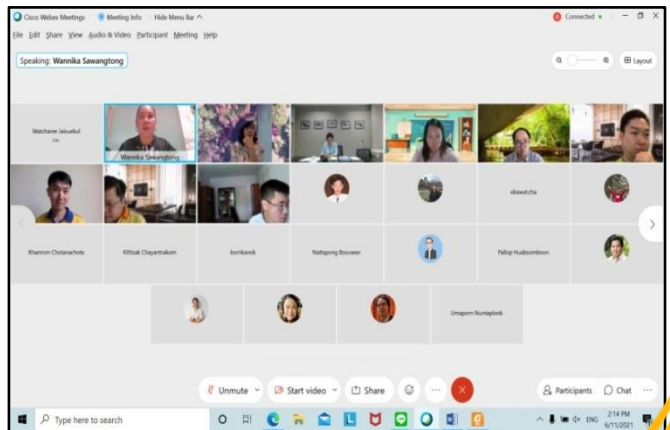 Cisco Webex Meetings Meeting Info Hide Menu Bar Connected
File Edit Share View Audio & Video Participant Meeting Help
Speaking: Wannika Sawangtong
Layout
Watcharee Jaisuekul
Wannika Sawangtong
ekawut.cha
Khamron Chotanachote Kittisak Chayantrakom kornkanok Nattapong Bosuwan Pallop Huabsomboon
Umaporn Nuntaplook
Unmute Start video Share Participants Chat
Type here to search ENG 2:14 PM
6/11/2021